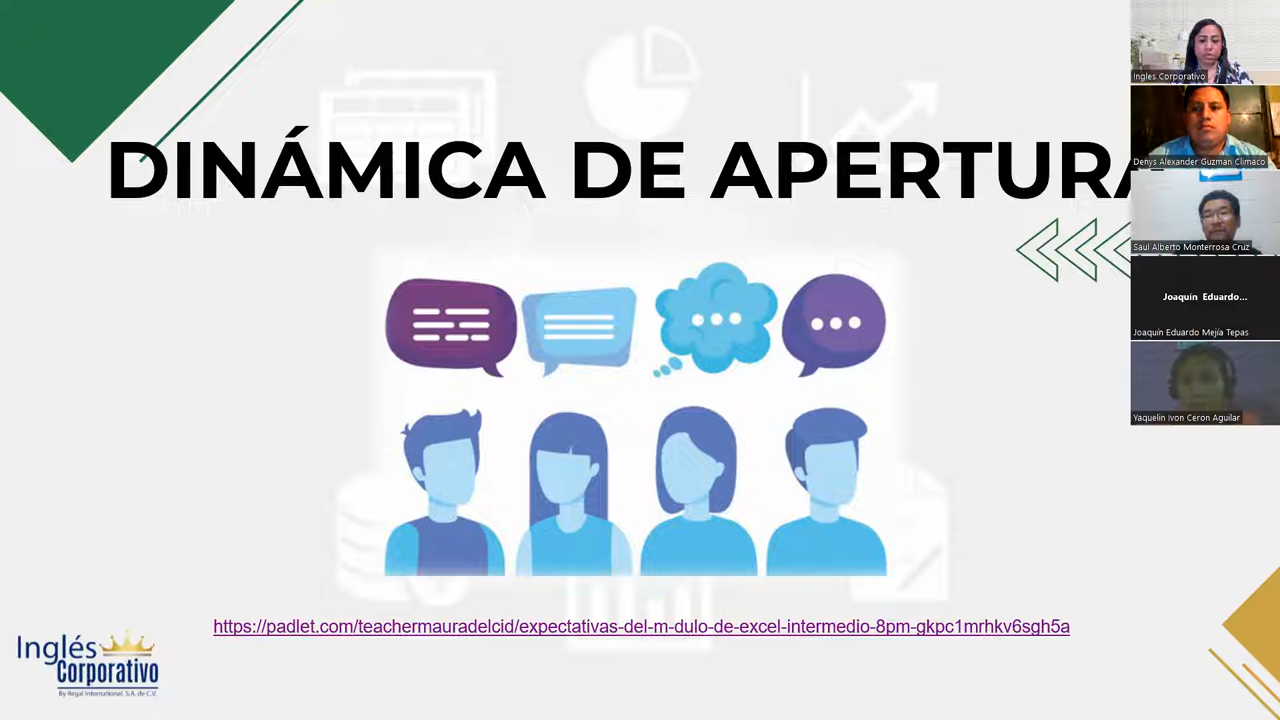 DINÁMICA DE APERTURA
https://padlet.com/teachermauradelcid/expectativas-del-m-dulo-de-excel-intermedio-8pm-gkpc1mrhkv6sgh5a
Inglés
Corporativo
By Regal International, S.A. de C.V.
Ingles Corporativo
Denys Alexander Guzman Climaco
Saul Alberto Monterrosa Cruz
Joaquín Eduardo...
Joaquín Eduardo Mejía Tepas
Yaquelin Ivon Ceron Aguilar